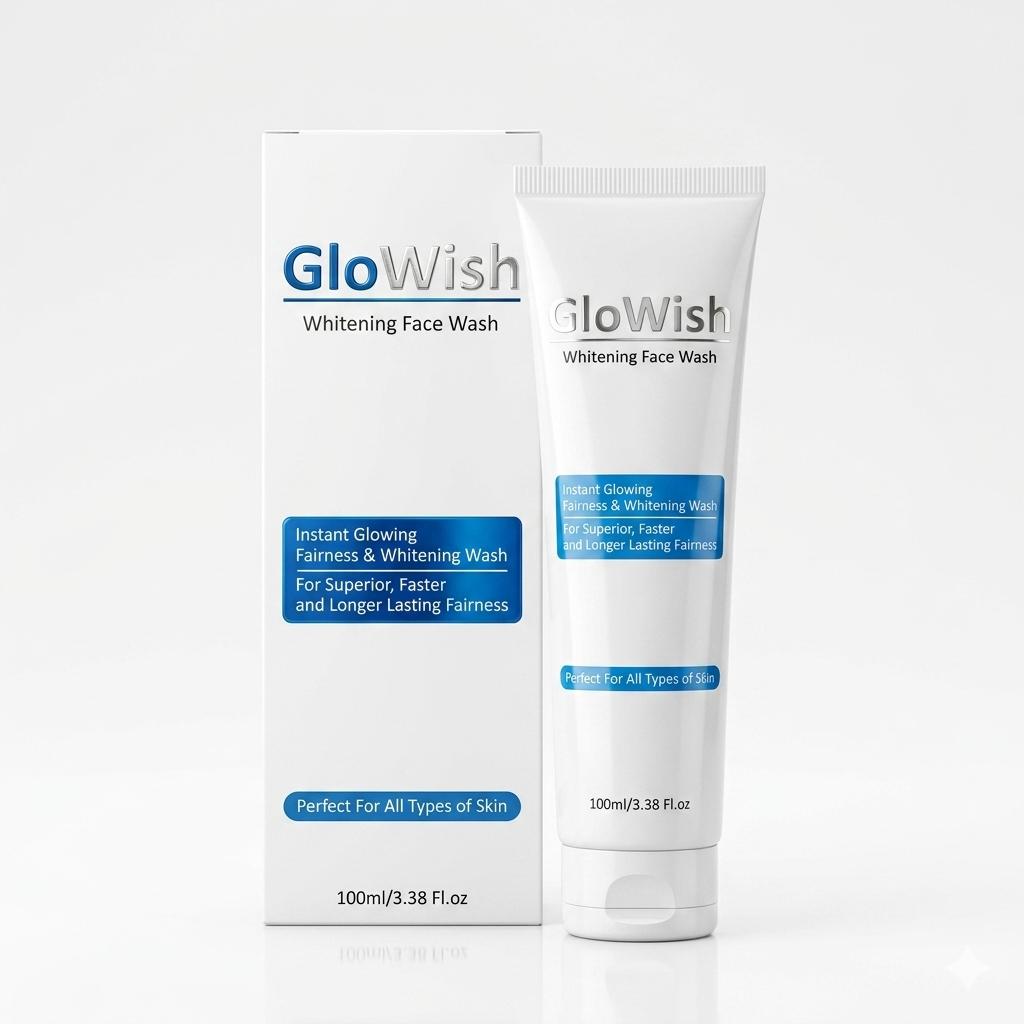 GloWish
Whitening Face Wash
Instant Glowing
Fairness & Whitening Wash
For Superior, Faster
and Longer Lasting Fairness
Perfect For All Types of Skin
100ml/3.38 Fl.oz
GloWish
Whitening Face Wash
Instant Glowing
Fairness & Whitening Wash
For Superior, Faster
and Longer Lasting Fairness
Perfect For All Types of Skin
100ml/3.38 Fl.oz